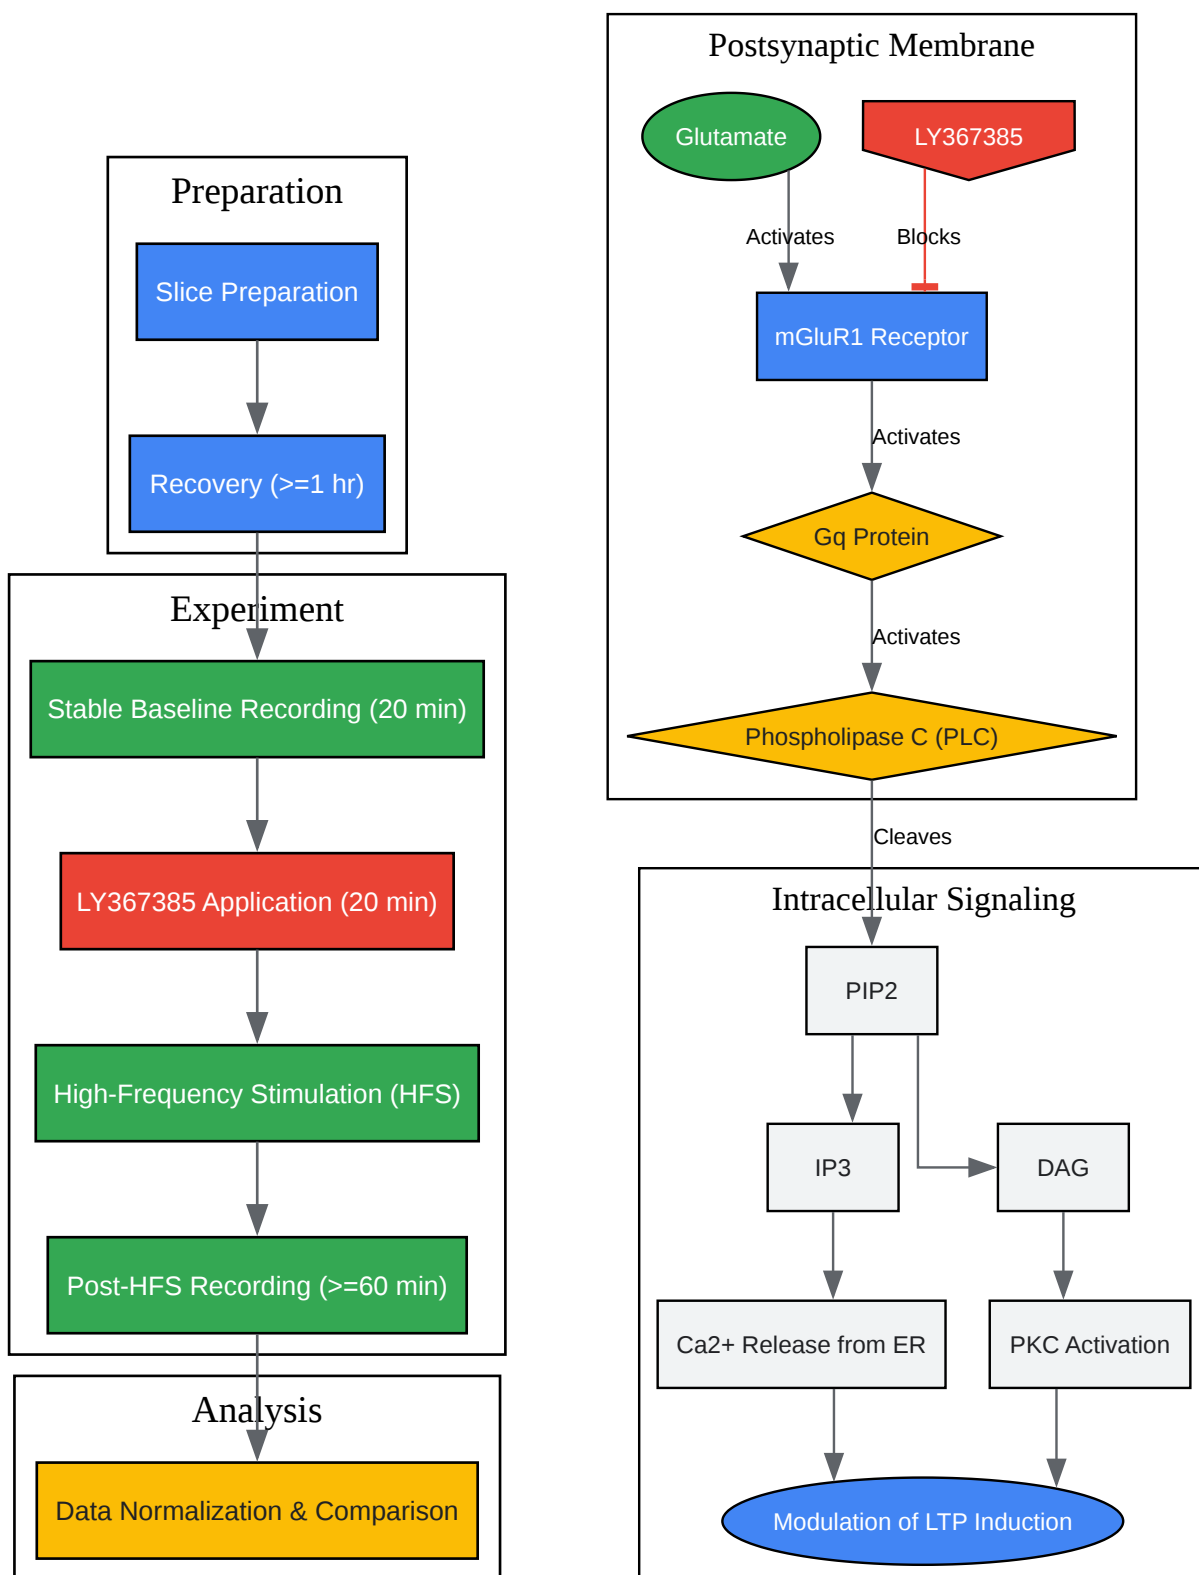 Preparation
Slice Preparation
Recovery (>=1 hr)
Experiment
Stable Baseline Recording (20 min)
LY367385 Application (20 min)
High-Frequency Stimulation (HFS)
Post-HFS Recording (>=60 min)
Analysis
Data Normalization & Comparison
Postsynaptic Membrane
Glutamate
LY367385
Activates
Blocks
mGluR1 Receptor
Activates
Gq Protein
Activates
Phospholipase C (PLC)
Cleaves
Intracellular Signaling
PIP2
IP3
DAG
Ca2+ Release from ER
PKC Activation
Modulation of LTP Induction